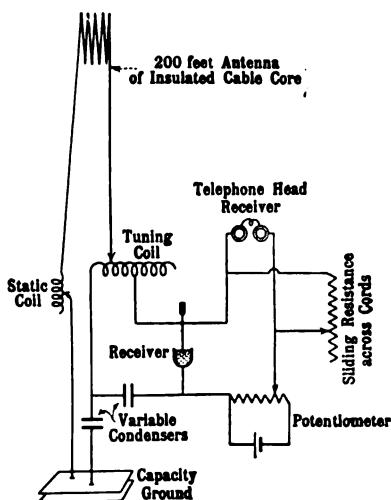 200 feet Antenna
of Insulated Cable Core
Telephone Head
Receiver
Tuning
Coil
Static
Coil
Sliding Resistance
across Cords
Receiver
Variable
Condensers
Potentiometer
Capacity
Ground